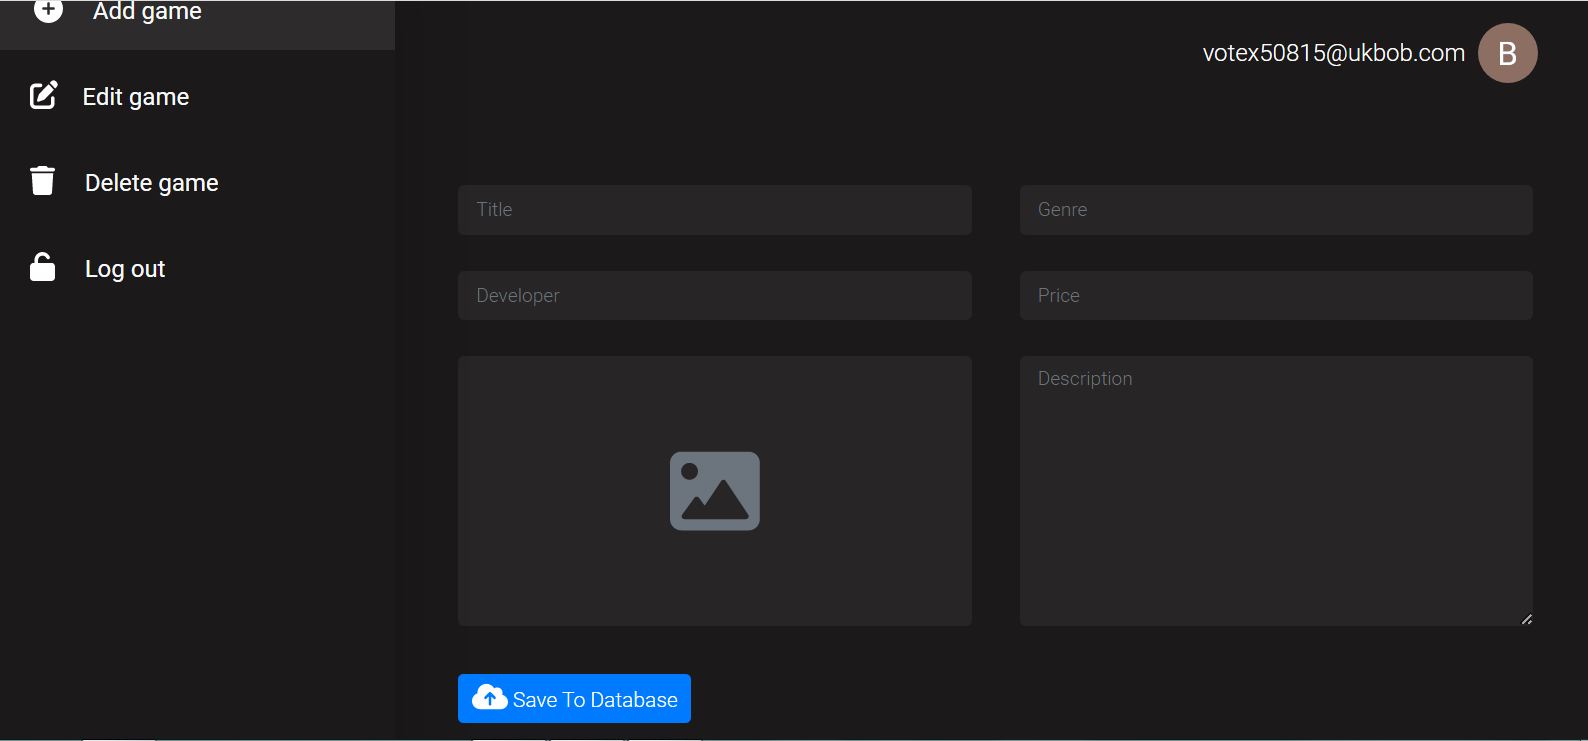 Add game
votex50815@ukbob.com B
Edit game
Delete game
Log out
Title
Genre
Developer
Price
Description
Save To Database